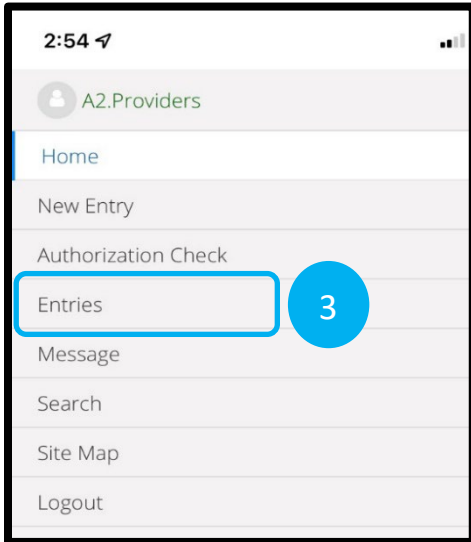 2:54
A2.Providers
Home
New Entry
Authorization Check
Entries
3
Message
Search
Site Map
Logout